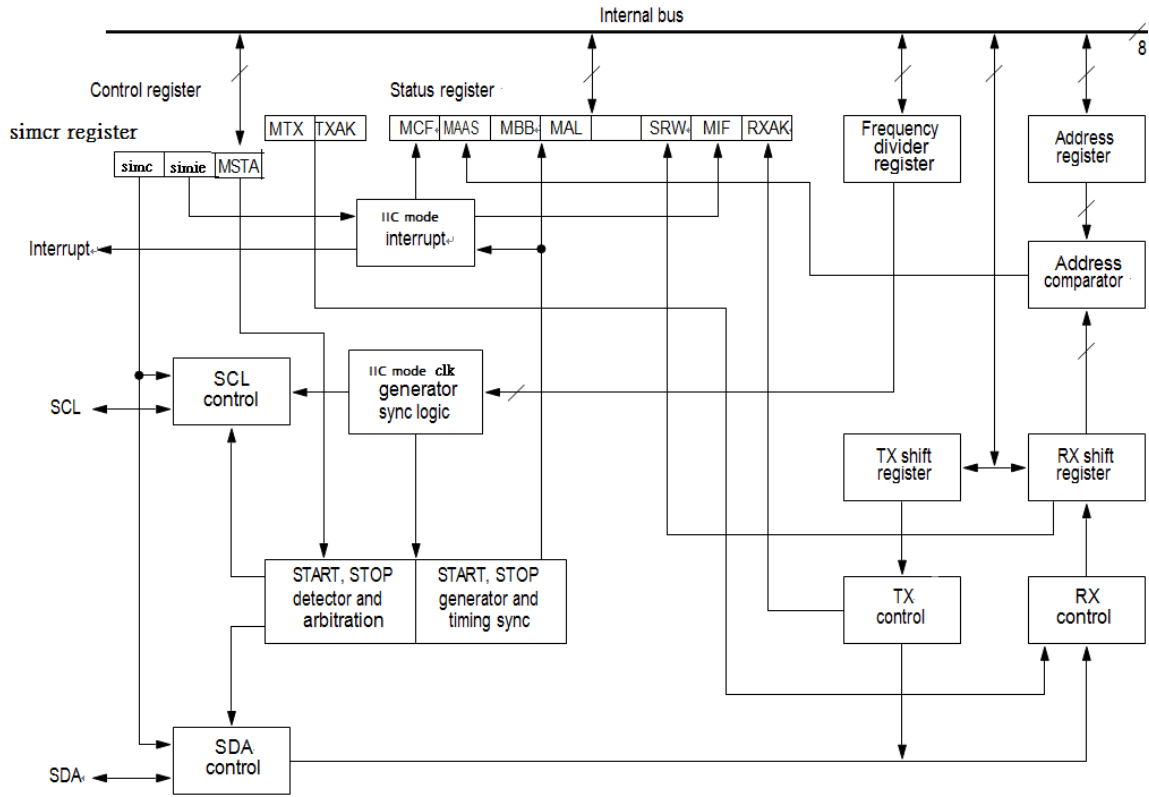 Internal bus
8
Control register
Status register
simcr register
MTX TXAK
MCF MAAS MBB MAL SRW MIF RXAK
Frequency
divider
register
Address
register
simc simie MSTA
IIC mode
interrupt
Interrupt
Address
comparator
SCL
control
IIC mode clk
generator
sync logic
SCL
TX shift
register
RX shift
register
START, STOP
detector and
arbitration
START, STOP
generator and
timing sync
TX
control
RX
control
SDA
control
SDA